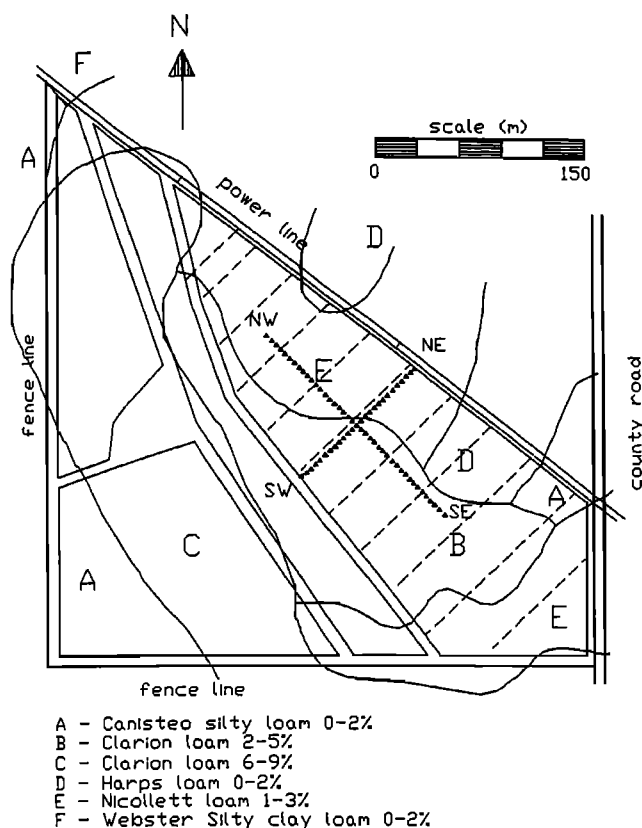 N
F
scale (m)
0 150
A
power line
D
NW
NE
E
fence line
county road
D
A
SW
SE
B
C
A
E
fence line
A - Canisteo silty loam 0-2%
B - Clarion loam 2-5%
C - Clarion loam 6-9%
D - Harps loam 0-2%
E - Nicollett loam 1-3%
F - Webster Silty clay loam 0-2%